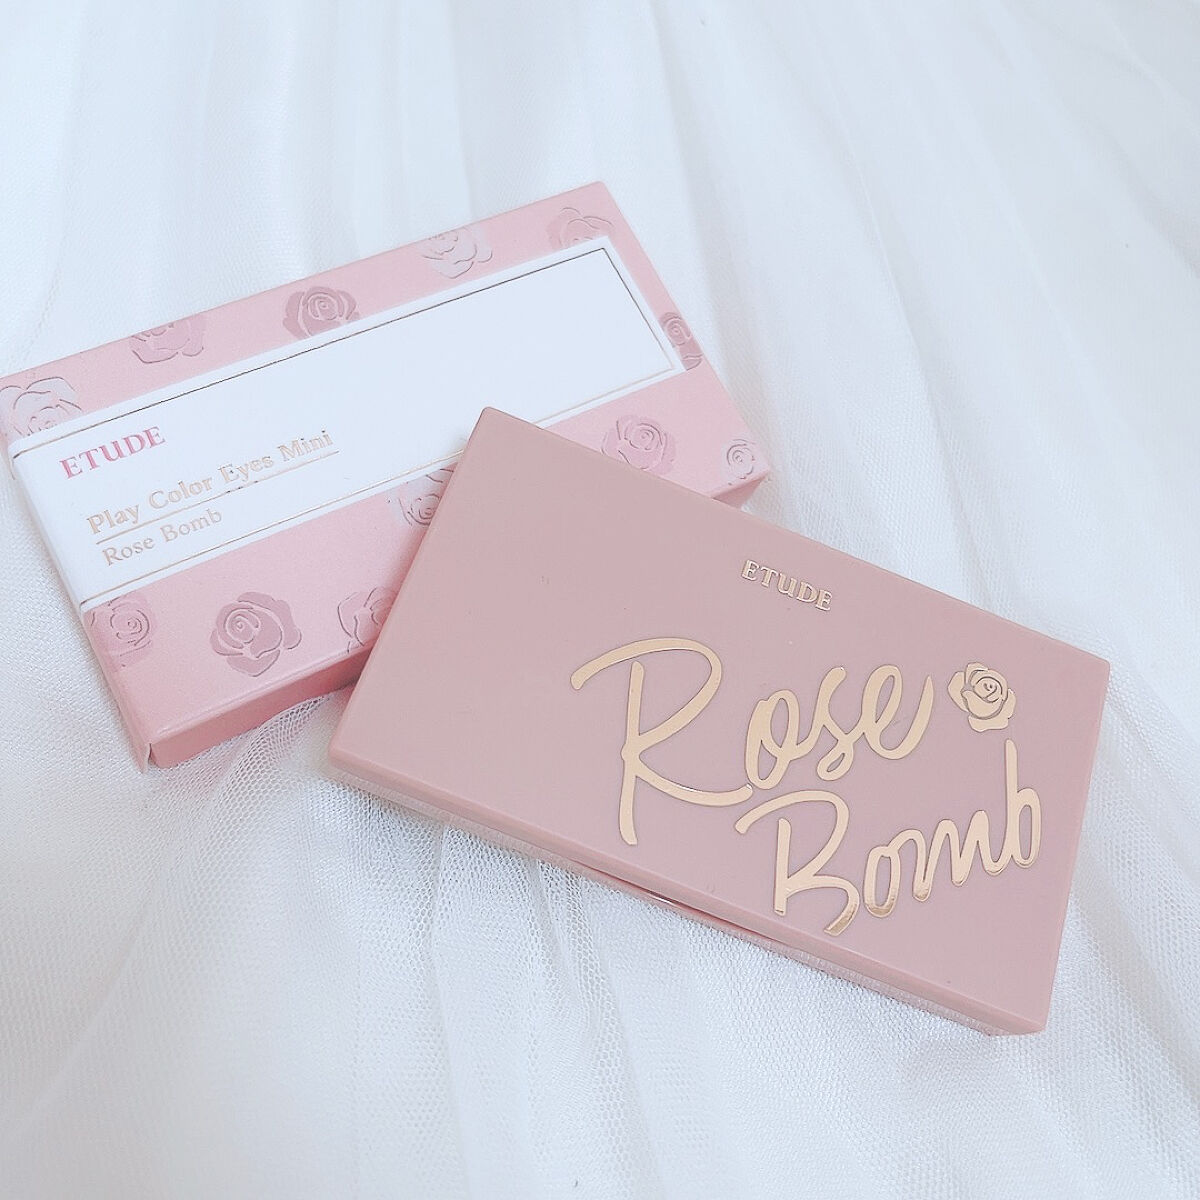 ETUDE
Play Color Eyes Mini
Rose Bomb
ETUDE
Rose
Bomb